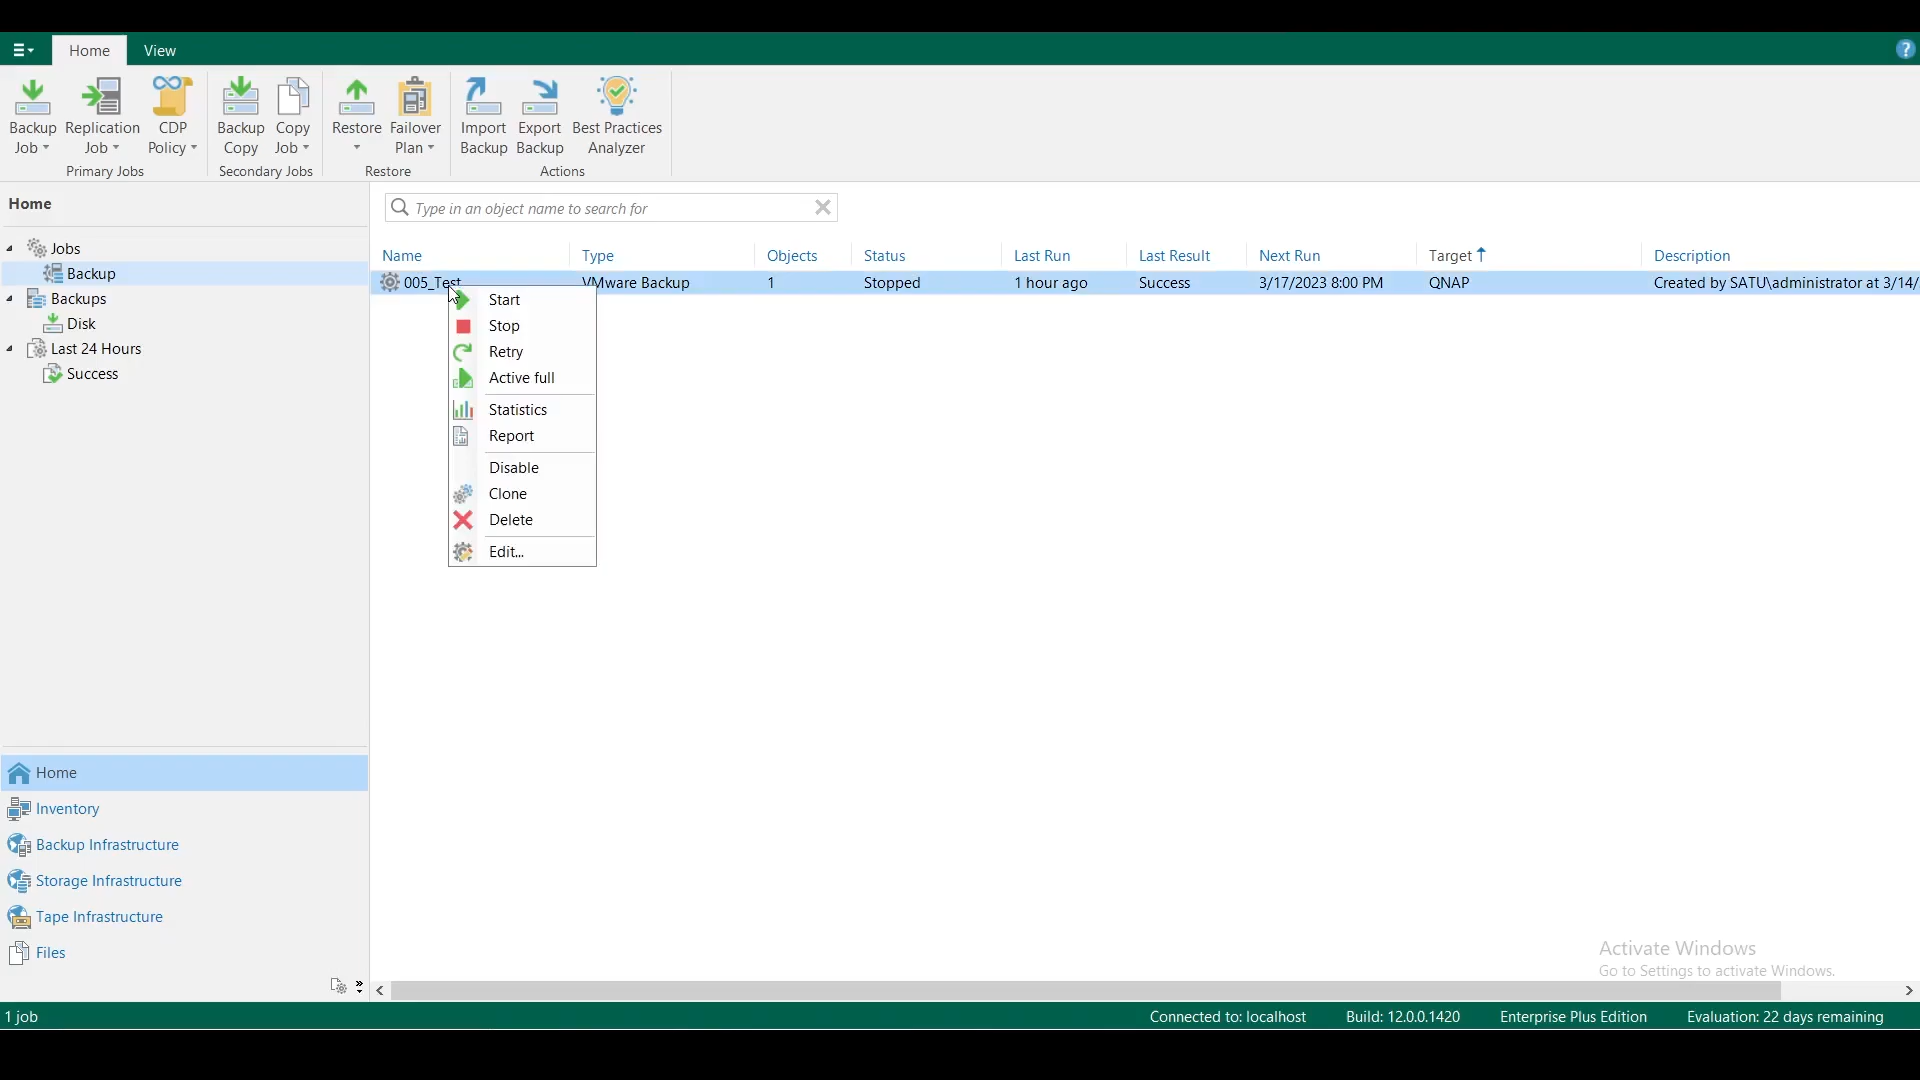 Home View
?
Backup Job
Replication Job
CDP Policy
Primary Jobs
Backup Copy
Copy Job
Secondary Jobs
Restore
Failover Plan
Restore
Import Backup
Export Backup
Best Practices Analyzer
Actions
Home
Jobs
Backup
Backups
Disk
Last 24 Hours
Success
Type in an object name to search for
Name Type Objects Status Last Run Last Result Next Run Target Description
005_Test VMware Backup 1 Stopped 1 hour ago Success 3/17/2023 8:00 PM QNAP Created by SATU\administrator at 3/14/
Start
Stop
Retry
Active full
Statistics
Report
Disable
Clone
Delete
Edit...
Home
Inventory
Backup Infrastructure
Storage Infrastructure
Tape Infrastructure
Files
Activate Windows
Go to Settings to activate Windows.
1 job Connected to: localhost Build: 12.0.0.1420 Enterprise Plus Edition Evaluation: 22 days remaining